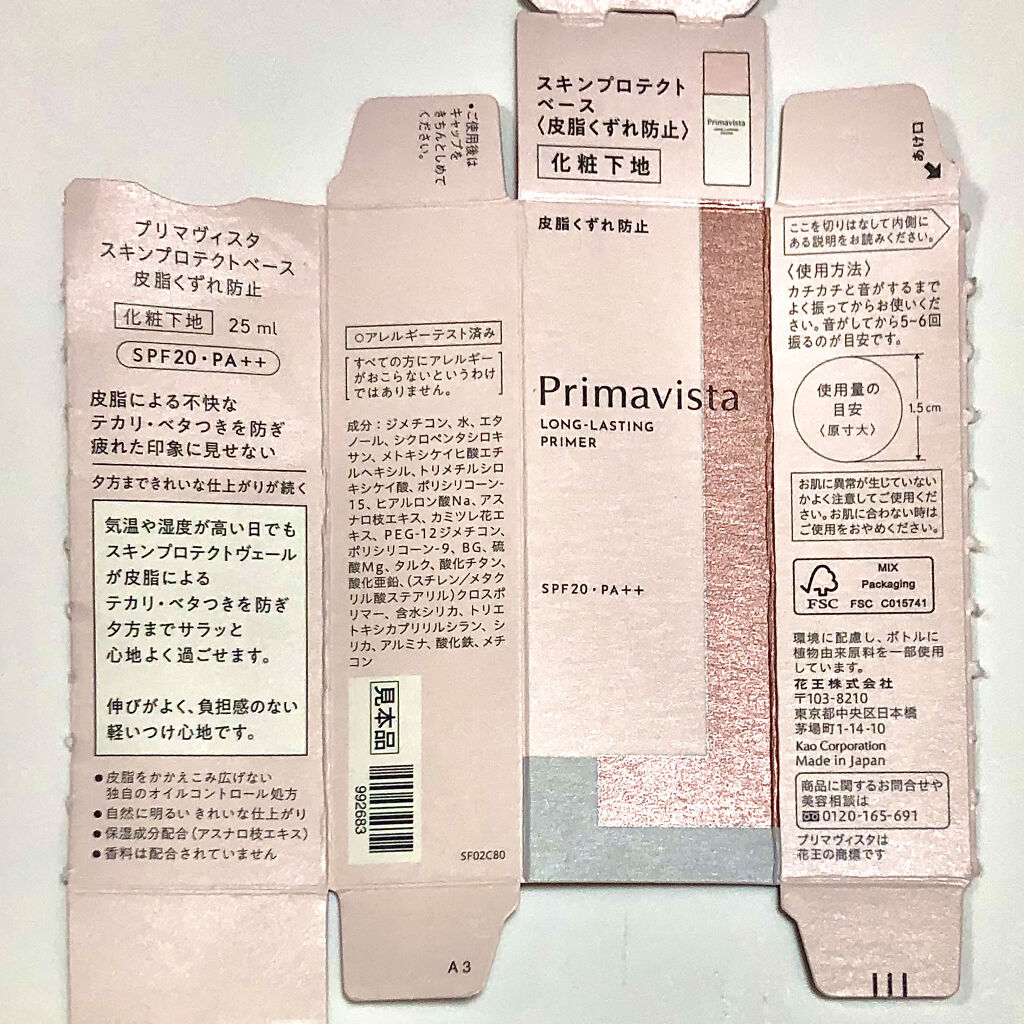 スキンプロテクト
ベース
〈皮脂くずれ防止〉
化粧下地
Primavista
・ご使用後は
キャップを
きちんとしめて
ください。
あけ口
プリマヴィスタ
スキンプロテクトベース
皮脂くずれ防止
化粧下地 25 ml
SPF20・PA++
皮脂による不快な
テカリ・ベタつきを防ぎ
疲れた印象に見せない
夕方まできれいな仕上がりが続く
気温や湿度が高い日でも
スキンプロテクトヴェール
が皮脂による
テカリ・ベタつきを防ぎ
夕方までサラッと
心地よく過ごせます。
伸びがよく、負担感のない
軽いつけ心地です。
●皮脂をかかえこみ広げない
独自のオイルコントロール処方
●自然に明るい きれいな仕上がり
●保湿成分配合(アスナロ枝エキス)
●香料は配合されていません
○アレルギーテスト済み
すべての方にアレルギー
がおこらないというわけ
ではありません。
成分：ジメチコン、水、エタ
ノール、シクロペンタシロキ
サン、メトキシケイヒ酸エチ
ルヘキシル、トリメチルシロ
キシケイ酸、ポリシリコーン-
15、ヒアルロン酸Na、アス
ナロ枝エキス、カミツレ花エ
キス、PEG-12ジメチコン、
ポリシリコーン-9、BG、硫
酸Mg、タルク、酸化チタン、
酸化亜鉛、(スチレン/メタク
リル酸ステアリル)クロスポ
リマー、含水シリカ、トリエ
トキシカプリリルシラン、シ
リカ、アルミナ、酸化鉄、メチ
コン
見本品
992683
SF02C80
A3
皮脂くずれ防止
Primavista
LONG-LASTING
PRIMER
SPF20・PA++
ここを切りはなして内側に
ある説明をお読みください。
〈使用方法〉
カチカチと音がするまで
よく振ってからお使いくだ
さい。音がしてから5~6回
振るのが目安です。
使用量の
目安
〈原寸大〉
1.5cm
お肌に異常が生じていない
かよく注意してご使用くだ
さい。お肌に合わない時は
ご使用をおやめください。
MIX
Packaging
FSC FSC C015741
環境に配慮し、ボトルに
植物由来原料を一部使用
しています。
花王株式会社
〒103-8210
東京都中央区日本橋
茅場町1-14-10
Kao Corporation
Made in Japan
商品に関するお問合せや
美容相談は
0120-165-691
プリマヴィスタは
花王の商標です